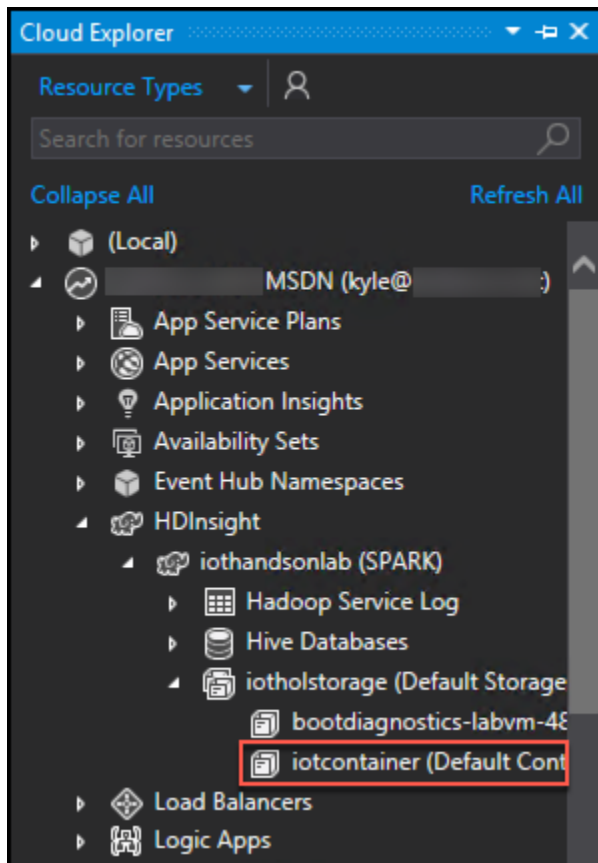 Cloud Explorer
Resource Types
Search for resources
Collapse All Refresh All
(Local)
MSDN (kyle@ :)
App Service Plans
App Services
Application Insights
Availability Sets
Event Hub Namespaces
HDInsight
iothandsonlab (SPARK)
Hadoop Service Log
Hive Databases
iotholstorage (Default Storage
bootdiagnostics-labvm-48
iotcontainer (Default Cont
Load Balancers
Logic Apps